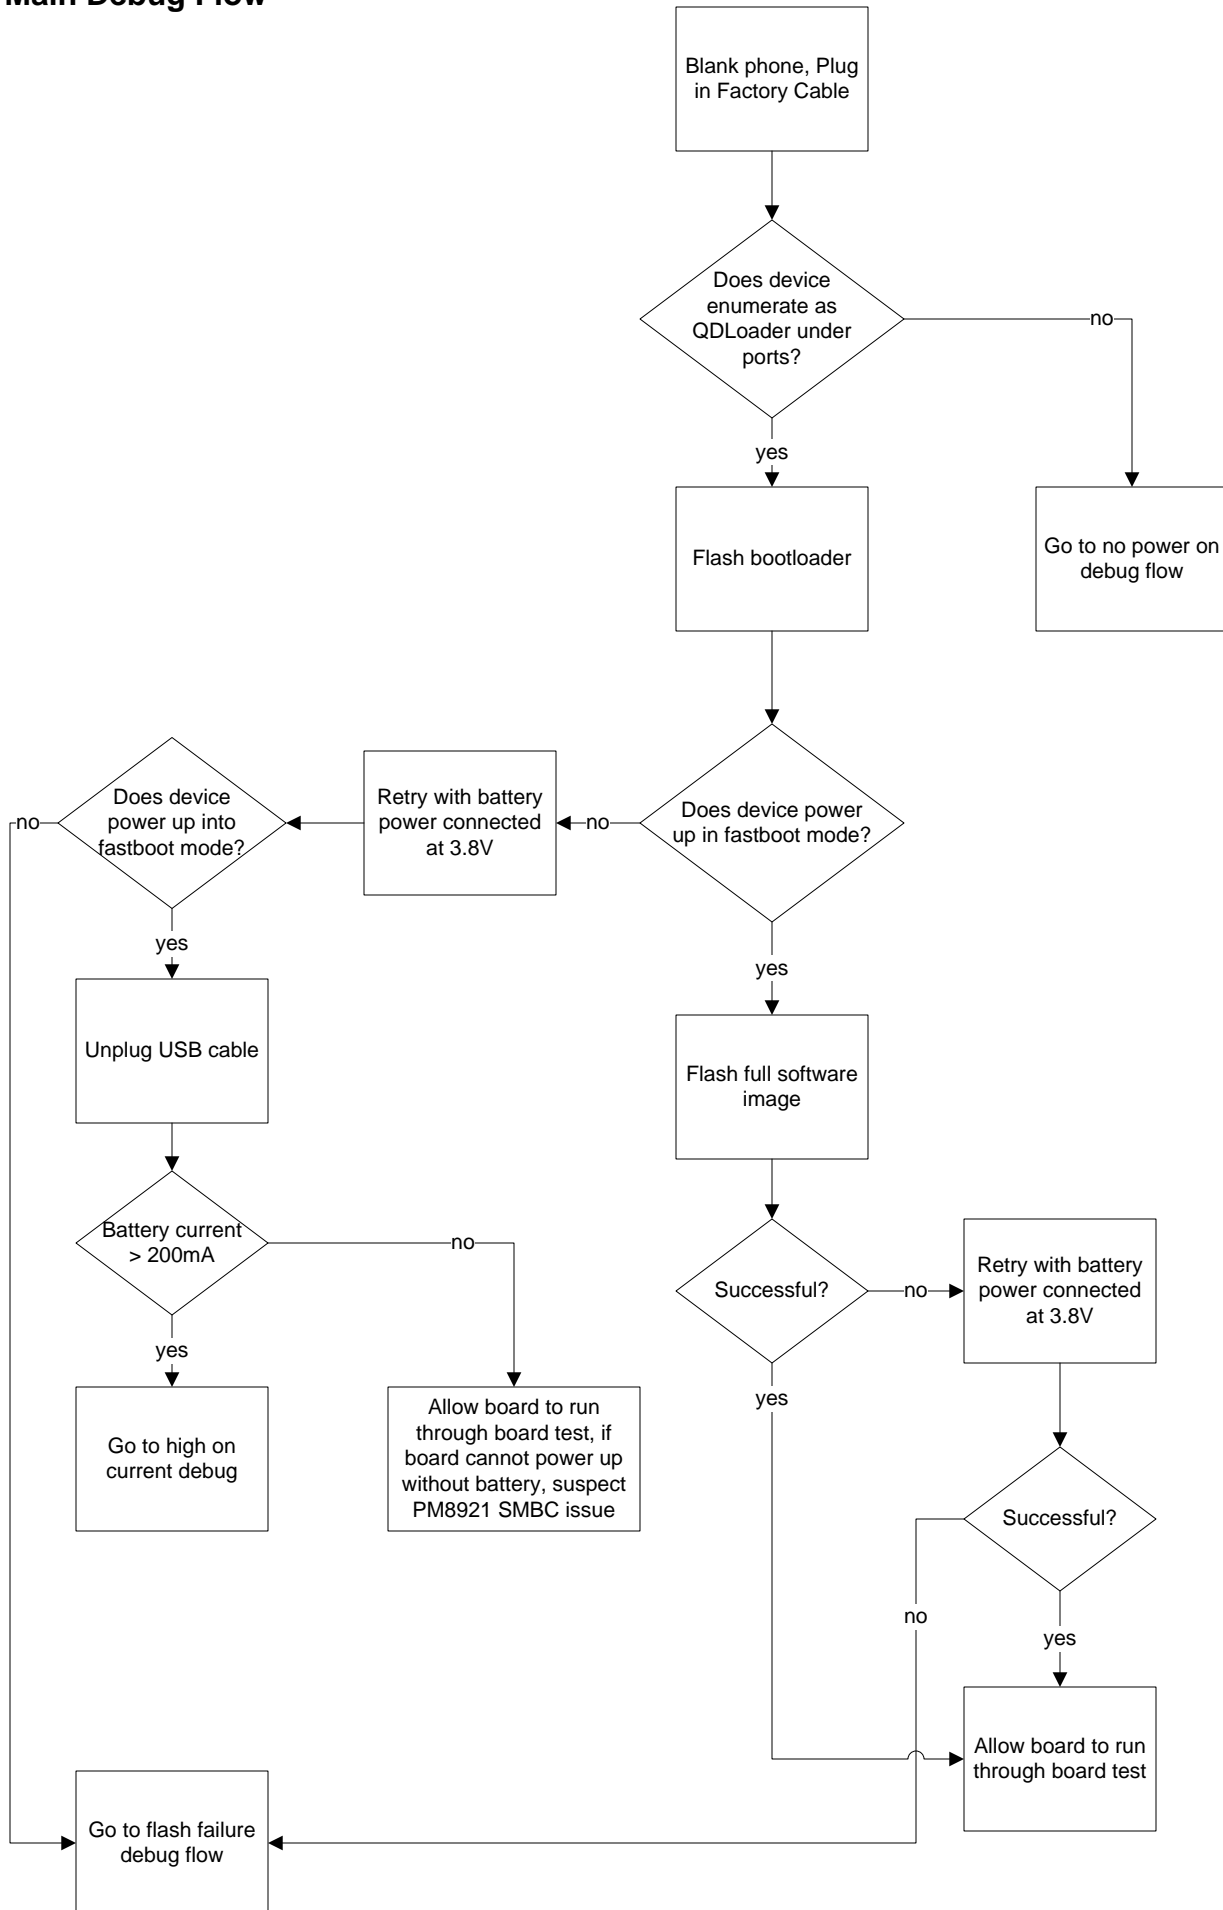 Main Debug Flow
Blank phone, Plug
in Factory Cable
Does device
enumerate as
QDLoader under
ports?
no
yes
Flash bootloader
Go to no power on
debug flow
Does device power
up in fastboot mode?
no
Retry with battery
power connected
at 3.8V
Does device
power up into
fastboot mode?
no
yes
Unplug USB cable
Battery current
> 200mA
no
yes
Go to high on
current debug
Allow board to run
through board test, if
board cannot power up
without battery, suspect
PM8921 SMBC issue
yes
Flash full software
image
Successful?
no
Retry with battery
power connected
at 3.8V
yes
Successful?
no
yes
Allow board to run
through board test
Go to flash failure
debug flow